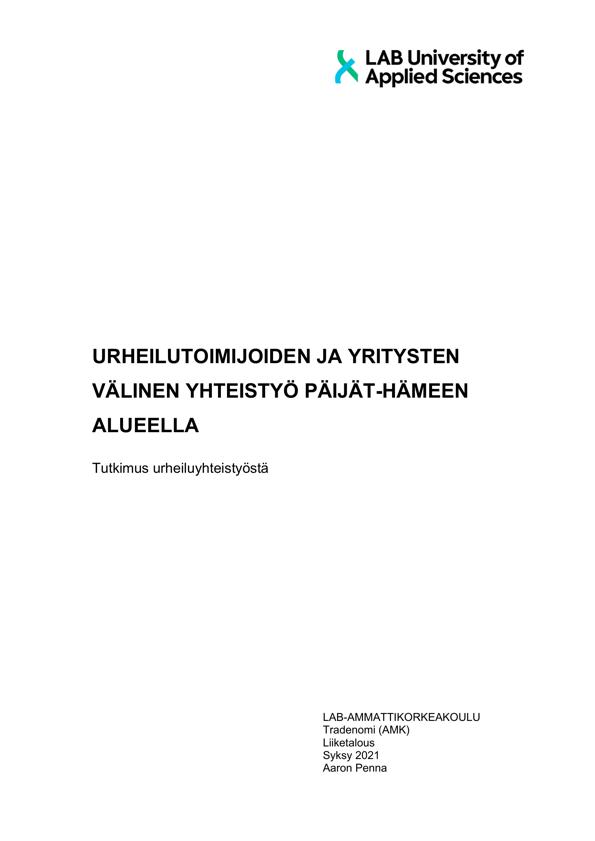 LAB University of
Applied Sciences
URHEILUTOIMIJOIDEN JA YRITYSTEN
VÄLINEN YHTEISTYÖ PÄIJÄT-HÄMEEN
ALUEELLA
Tutkimus urheiluyhteistyöstä
LAB-AMMATTIKORKEAKOULU
Tradenomi (AMK)
Liiketalous
Syksy 2021
Aaron Penna